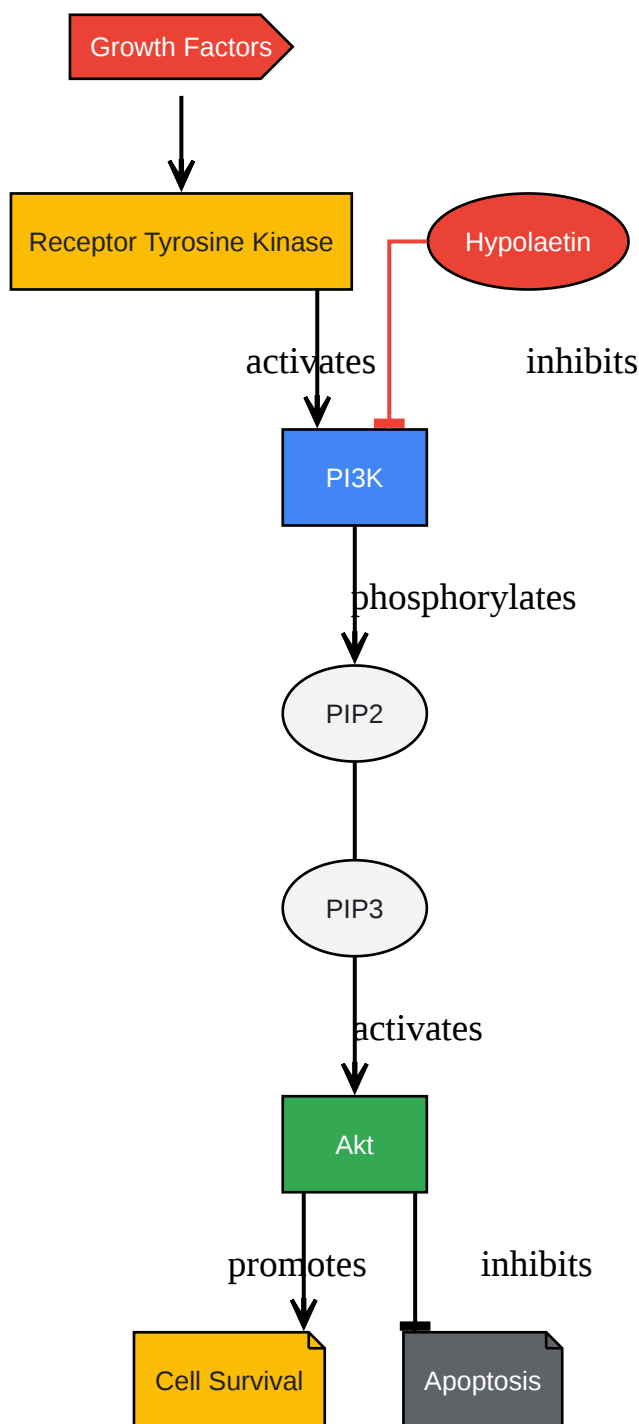 Growth Factors
Receptor Tyrosine Kinase
Hypolaetin
activates
inhibits
PI3K
phosphorylates
PIP2
PIP3
activates
Akt
promotes
inhibits
Cell Survival
Apoptosis